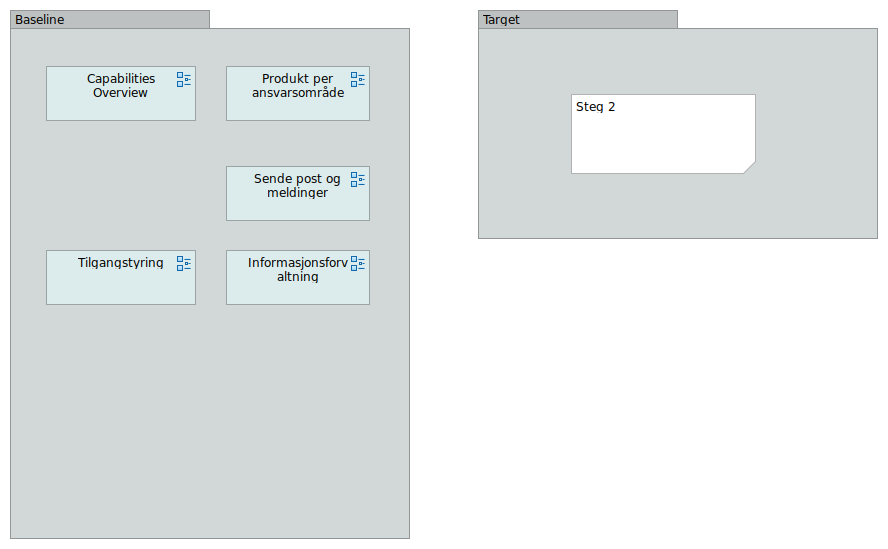 Baseline
Capabilities
Overview
Produkt per
ansvarsområde
Sende post og
meldinger
Tilgangstyring
Informasjonsforv
altning
Target
Steg 2